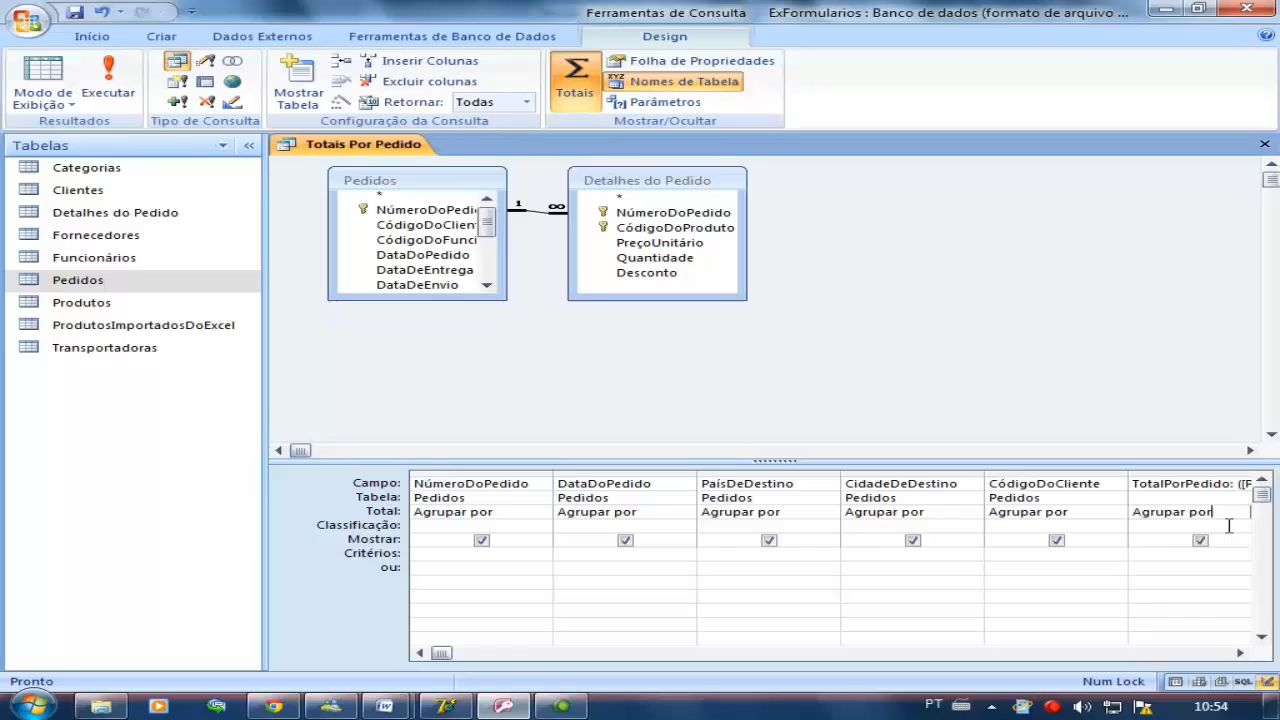 Ferramentas de Consulta ExFormularios : Banco de dados (formato de arquivo ...
Início Criar Dados Externos Ferramentas de Banco de Dados Design
Modo de Exibição
Executar
Resultados
Tipo de Consulta
Mostrar Tabela
Inserir Colunas
Excluir colunas
Retornar: Todas
Configuração da Consulta
Σ
Totais
Folha de Propriedades
XYZ Nomes de Tabela
Parâmetros
Mostrar/Ocultar
Tabelas
Categorias
Clientes
Detalhes do Pedido
Fornecedores
Funcionários
Pedidos
Produtos
ProdutosImportadosDoExcel
Transportadoras
Totais Por Pedido
Pedidos
*
NúmeroDoPedi
CódigoDoClien
CódigoDoFunci
DataDoPedido
DataDeEntrega
DataDeEnvio
1 ∞
Detalhes do Pedido
*
NúmeroDoPedido
CódigoDoProduto
PreçoUnitário
Quantidade
Desconto
Campo: NúmeroDoPedido DataDoPedido PaísDeDestino CidadeDeDestino CódigoDoCliente TotalPorPedido: ([P
Tabela: Pedidos Pedidos Pedidos Pedidos Pedidos
Total: Agrupar por Agrupar por Agrupar por Agrupar por Agrupar por Agrupar por
Classificação:
Mostrar:
Critérios:
ou:
Pronto Num Lock SQL
PT 10:54